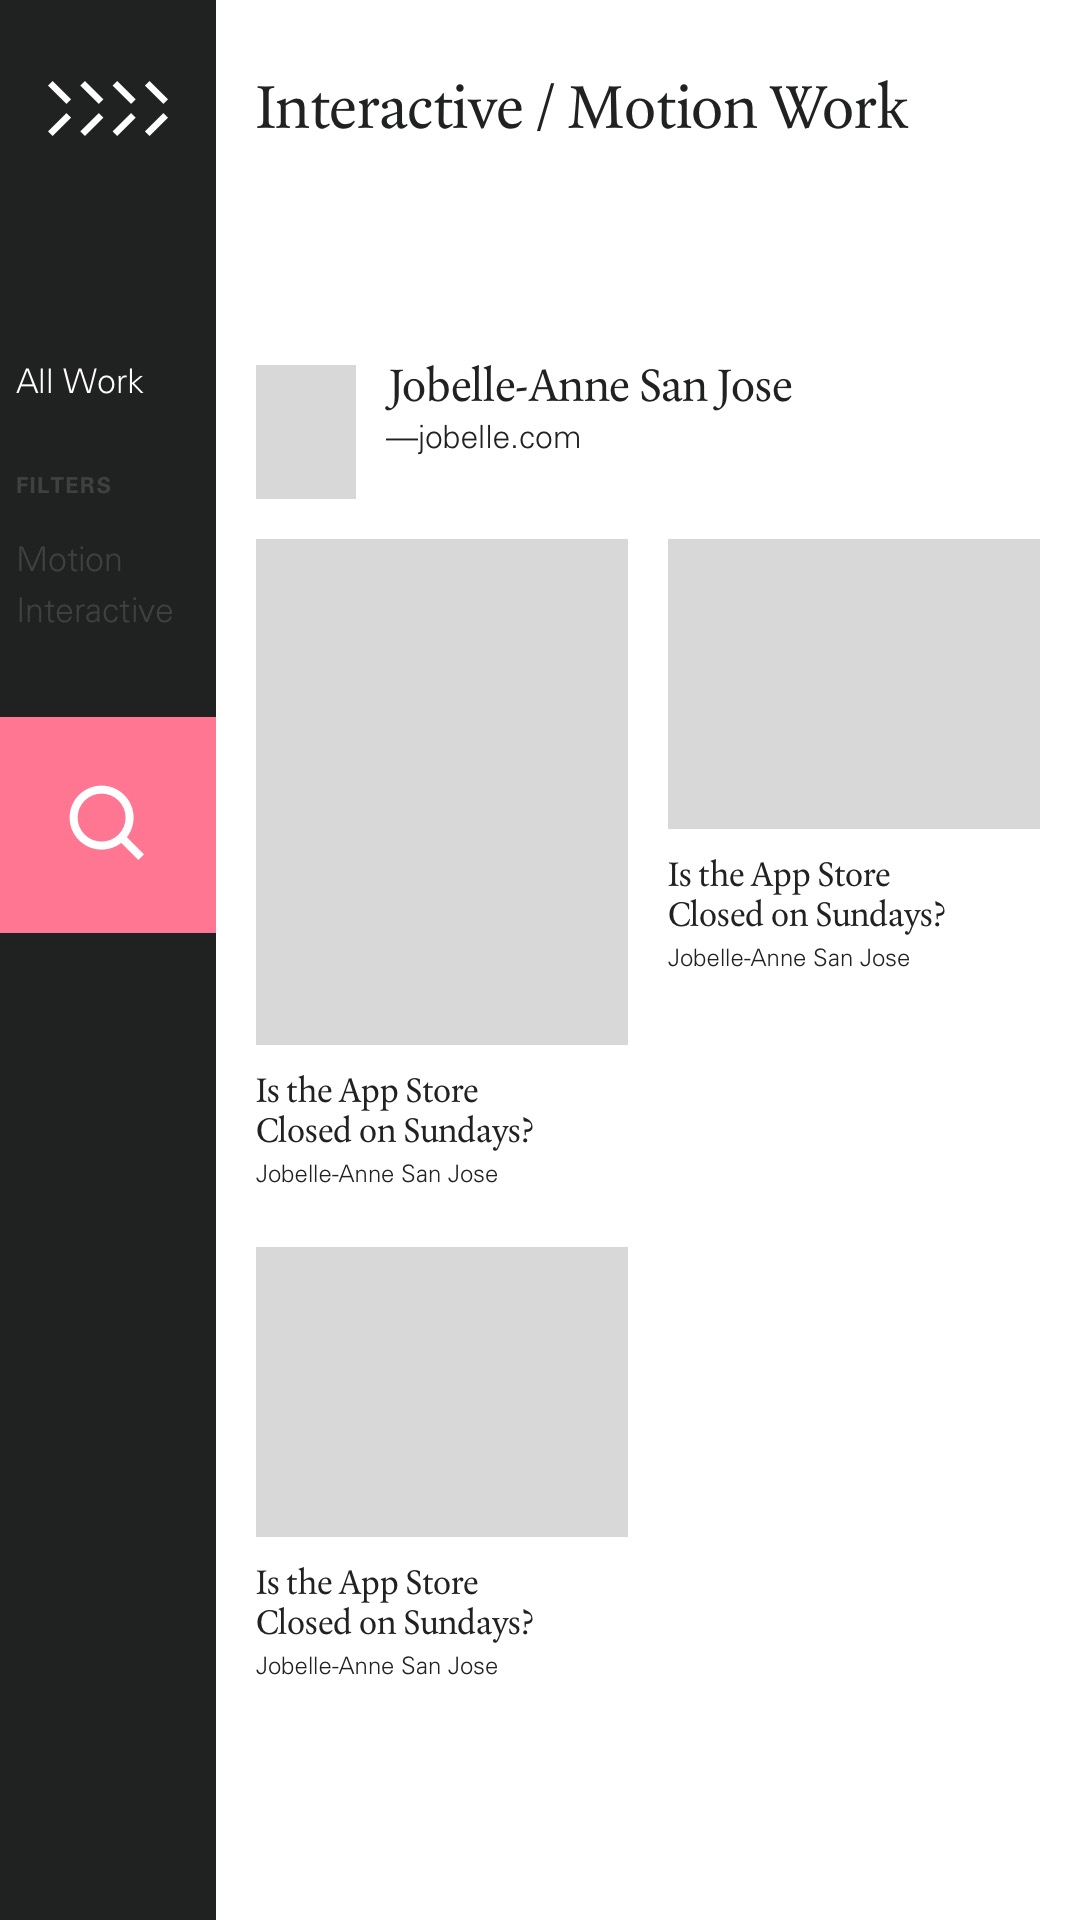 Interactive / Motion Work
All Work
FILTERS
Motion
Interactive
Jobelle-Anne San Jose
—jobelle.com
Is the App Store
Closed on Sundays?
Jobelle-Anne San Jose
Is the App Store
Closed on Sundays?
Jobelle-Anne San Jose
Is the App Store
Closed on Sundays?
Jobelle-Anne San Jose